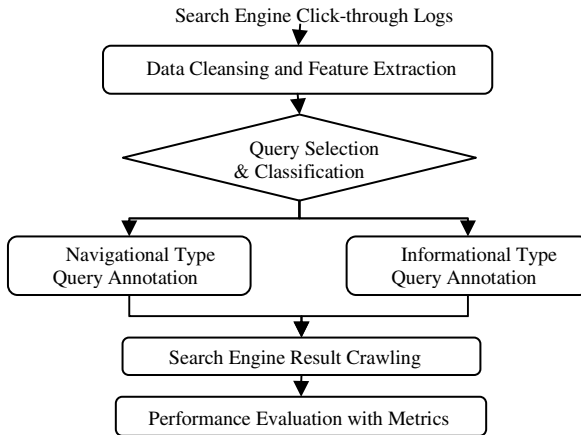 Search Engine Click-through Logs
Data Cleansing and Feature Extraction
Query Selection
& Classification
Navigational Type
Query Annotation
Informational Type
Query Annotation
Search Engine Result Crawling
Performance Evaluation with Metrics